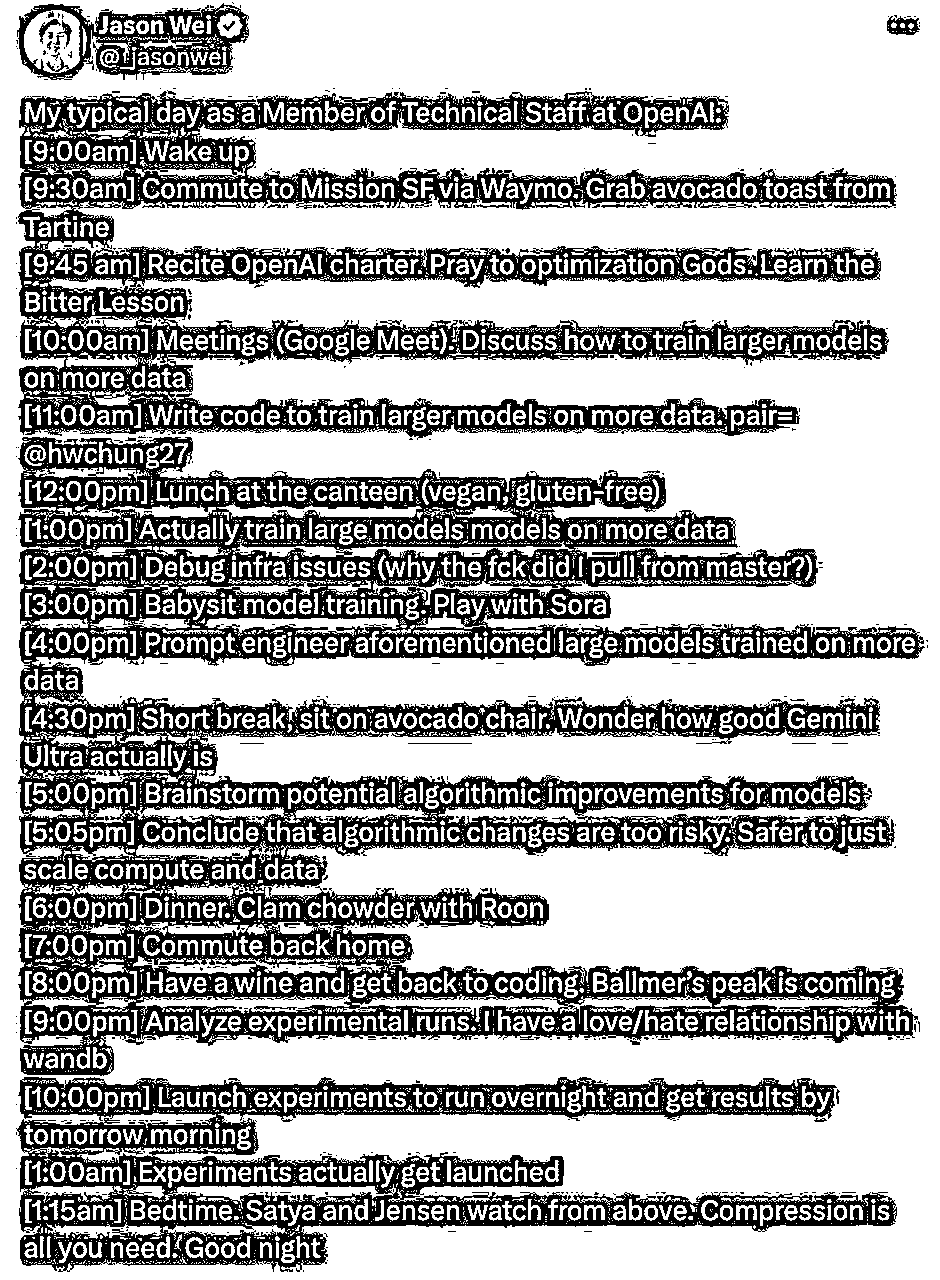 Jason Wei
@_jasonwei
My typical day as a Member of Technical Staff at OpenAI:
[9:00am] Wake up
[9:30am] Commute to Mission SF via Waymo. Grab avocado toast from
Tartine
[9:45 am] Recite OpenAI charter. Pray to optimization Gods. Learn the
Bitter Lesson
[10:00am] Meetings (Google Meet). Discuss how to train larger models
on more data
[11:00am] Write code to train larger models on more data. pair=
@hwchung27
[12:00pm] Lunch at the canteen (vegan, gluten-free)
[1:00pm] Actually train large models models on more data
[2:00pm] Debug infra issues (why the fck did I pull from master?)
[3:00pm] Babysit model training. Play with Sora
[4:00pm] Prompt engineer aforementioned large models trained on more
data
[4:30pm] Short break, sit on avocado chair. Wonder how good Gemini
Ultra actually is
[5:00pm] Brainstorm potential algorithmic improvements for models
[5:05pm] Conclude that algorithmic changes are too risky. Safer to just
scale compute and data
[6:00pm] Dinner. Clam chowder with Roon
[7:00pm] Commute back home
[8:00pm] Have a wine and get back to coding. Ballmer's peak is coming
[9:00pm] Analyze experimental runs. I have a love/hate relationship with
wandb
[10:00pm] Launch experiments to run overnight and get results by
tomorrow morning
[1:00am] Experiments actually get launched
[1:15am] Bedtime. Satya and Jensen watch from above. Compression is
all you need. Good night